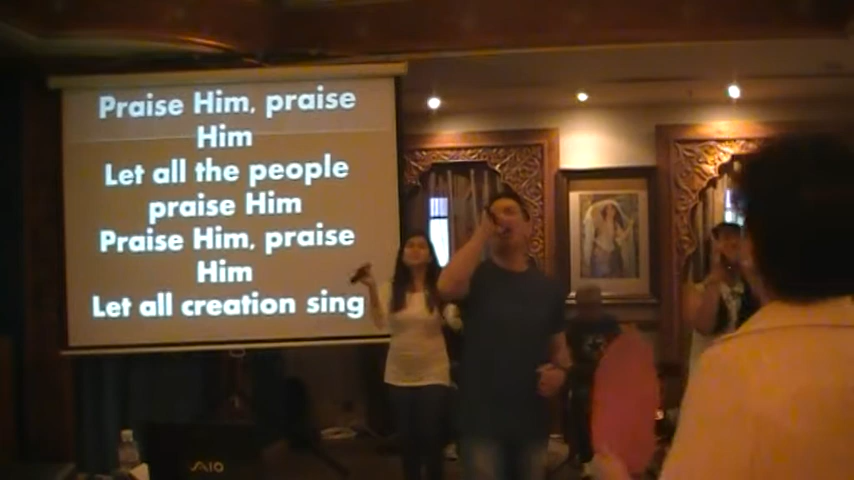 Praise Him, praise
Him
Let all the people
praise Him
Praise Him, praise
Him
Let all creation sing
VAIO